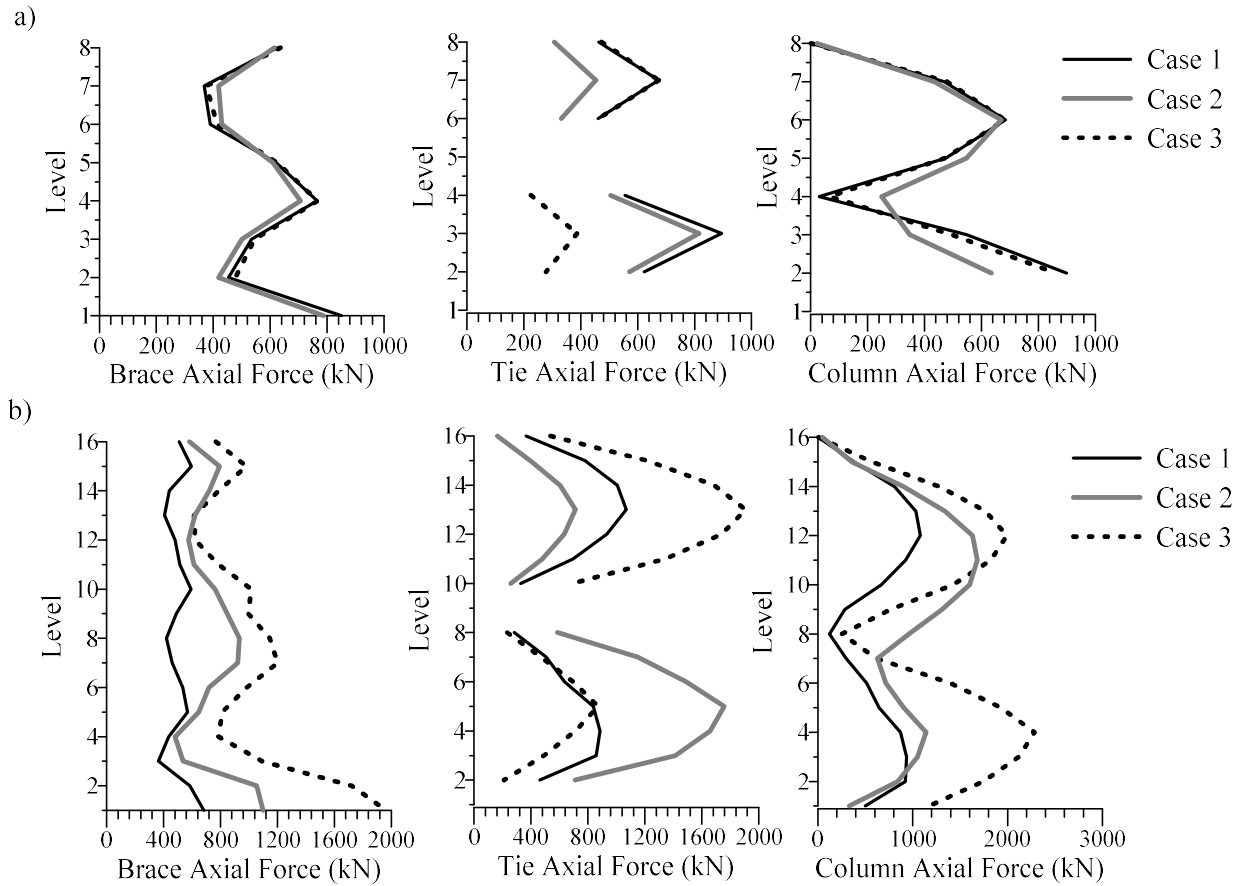 a)
8
7
6
5
4
3
2
1
Level
0 200 400 600 800 1000
Brace Axial Force (kN)
8
7
6
5
4
3
2
1
Level
0 200 400 600 800 1000
Tie Axial Force (kN)
8
7
6
5
4
3
2
1
Level
0 200 400 600 800 1000
Column Axial Force (kN)
Case 1
Case 2
Case 3
b)
16
14
12
10
8
6
4
2
Level
0 400 800 1200 1600 2000
Brace Axial Force (kN)
16
14
12
10
8
6
4
2
Level
0 400 800 1200 1600 2000
Tie Axial Force (kN)
16
14
12
10
8
6
4
2
Level
0 1000 2000 3000
Column Axial Force (kN)
Case 1
Case 2
Case 3